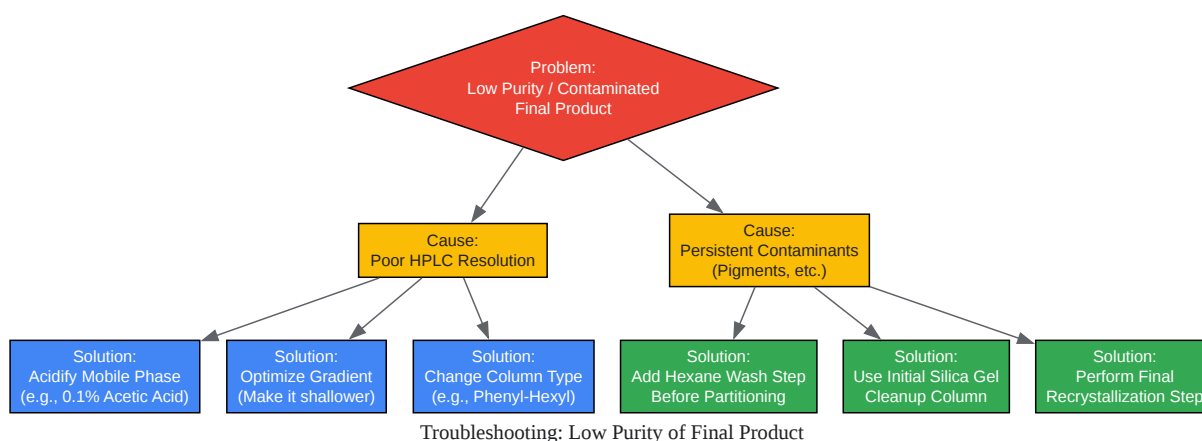 Problem:
Low Purity / Contaminated
Final Product
Cause:
Poor HPLC Resolution
Cause:
Persistent Contaminants
(Pigments, etc.)
Solution:
Acidify Mobile Phase
(e.g., 0.1% Acetic Acid)
Solution:
Optimize Gradient
(Make it shallower)
Solution:
Change Column Type
(e.g., Phenyl-Hexyl)
Solution:
Add Hexane Wash Step
Before Partitioning
Solution:
Use Initial Silica Gel
Cleanup Column
Solution:
Perform Final
Recrystallization Step
Troubleshooting: Low Purity of Final Product